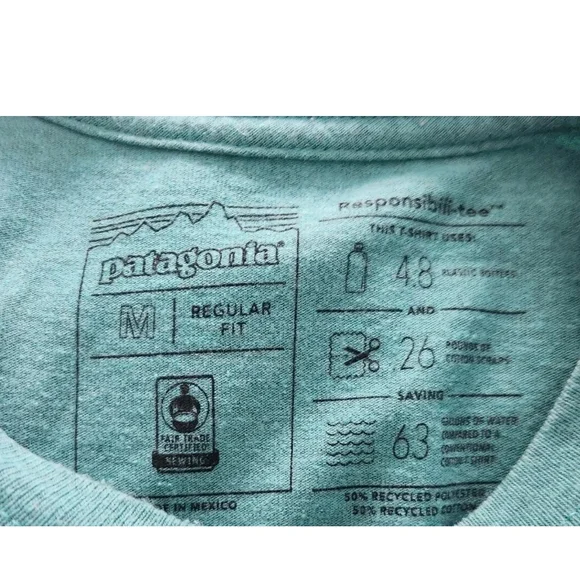 patagonia®
M
REGULAR
FIT
FAIR TRADE
CERTIFIED
SEWING
E IN MEXICO
Responsibili-tee™
THIS T-SHIRT USES:
4.8 PLASTIC BOTTLES
AND
.26 POUNDS OF
COTTON SCRAPS
SAVING
63 GALLONS OF WATER
COMPARED TO A
CONVENTIONAL
COTTON T-SHIRT
50% RECYCLED POLYESTER
50% RECYCLED COTTON